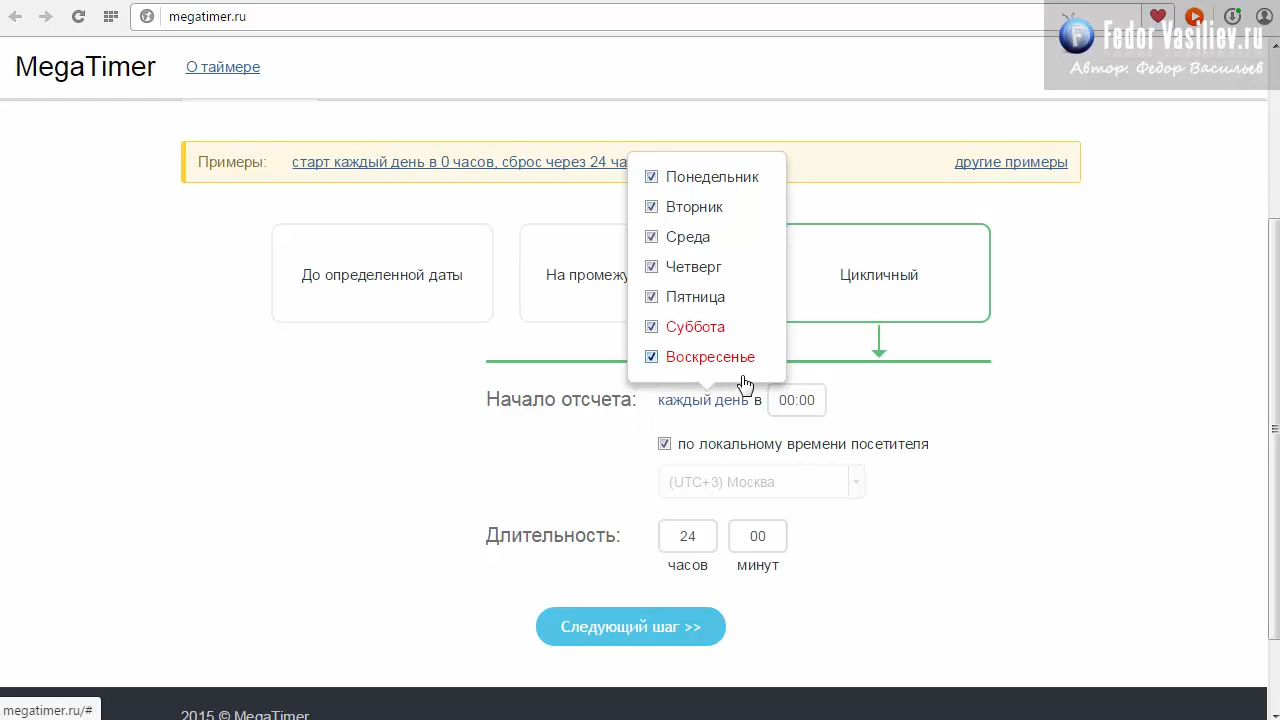 megatimer.ru
Fedor Vasiliev.ru
Автор: Федор Васильев
MegaTimer
О таймере
Примеры:
старт каждый день в 0 часов, сброс через 24 ча
другие примеры
Понедельник
Вторник
Среда
Четверг
Пятница
Суббота
Воскресенье
До определенной даты
На промежу
Цикличный
Начало отсчета:
каждый день в 00:00
по локальному времени посетителя
(UTC+3) Москва
Длительность:
24 00
часов минут
Следующий шаг >>
megatimer.ru/#
2015 © MegaTimer